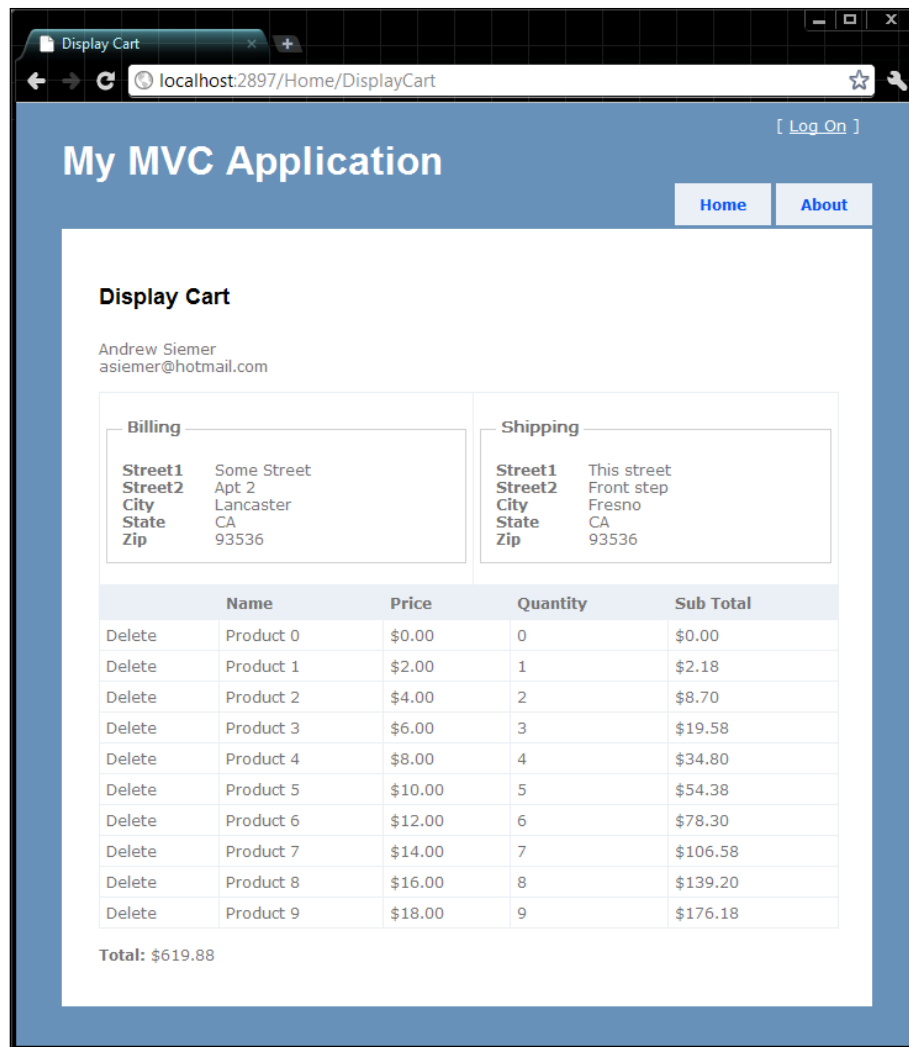 Display Cart
localhost:2897/Home/DisplayCart
[ Log On ]
My MVC Application
Home About
Display Cart
Andrew Siemer
asiemer@hotmail.com
Billing
Street1 Some Street
Street2 Apt 2
City Lancaster
State CA
Zip 93536
Shipping
Street1 This street
Street2 Front step
City Fresno
State CA
Zip 93536
Name Price Quantity Sub Total
Delete Product 0 $0.00 0 $0.00
Delete Product 1 $2.00 1 $2.18
Delete Product 2 $4.00 2 $8.70
Delete Product 3 $6.00 3 $19.58
Delete Product 4 $8.00 4 $34.80
Delete Product 5 $10.00 5 $54.38
Delete Product 6 $12.00 6 $78.30
Delete Product 7 $14.00 7 $106.58
Delete Product 8 $16.00 8 $139.20
Delete Product 9 $18.00 9 $176.18
Total: $619.88